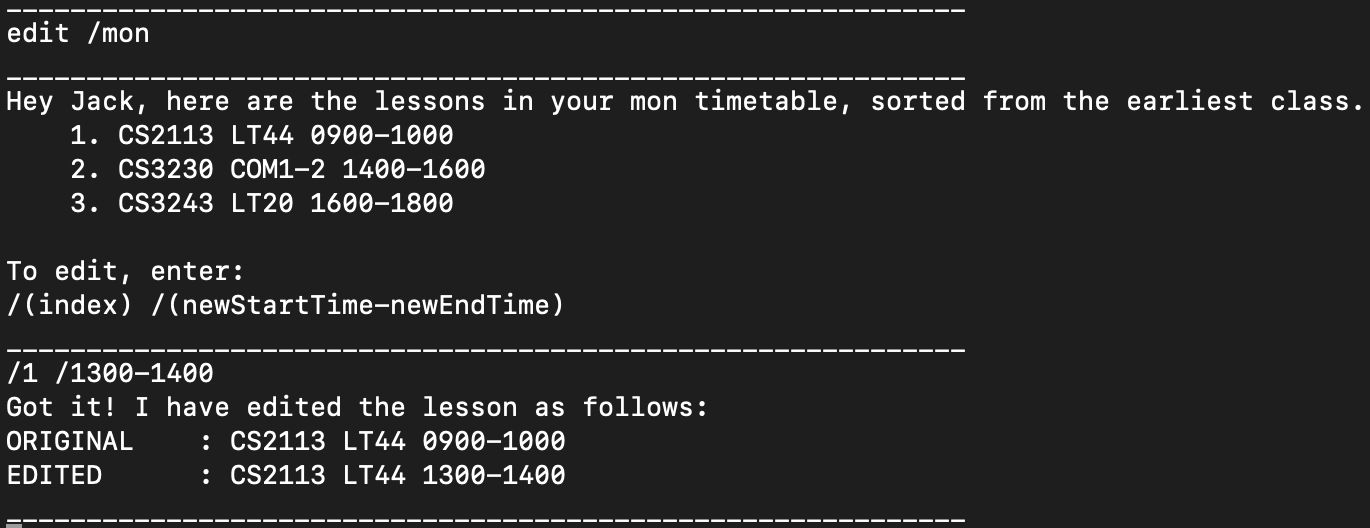 ____________________________________________________________
edit /mon
____________________________________________________________
Hey Jack, here are the lessons in your mon timetable, sorted from the earliest class.
    1. CS2113 LT44 0900-1000
    2. CS3230 COM1-2 1400-1600
    3. CS3243 LT20 1600-1800

To edit, enter:
/(index) /(newStartTime-newEndTime)
____________________________________________________________
/1 /1300-1400
Got it! I have edited the lesson as follows:
ORIGINAL    : CS2113 LT44 0900-1000
EDITED      : CS2113 LT44 1300-1400
____________________________________________________________